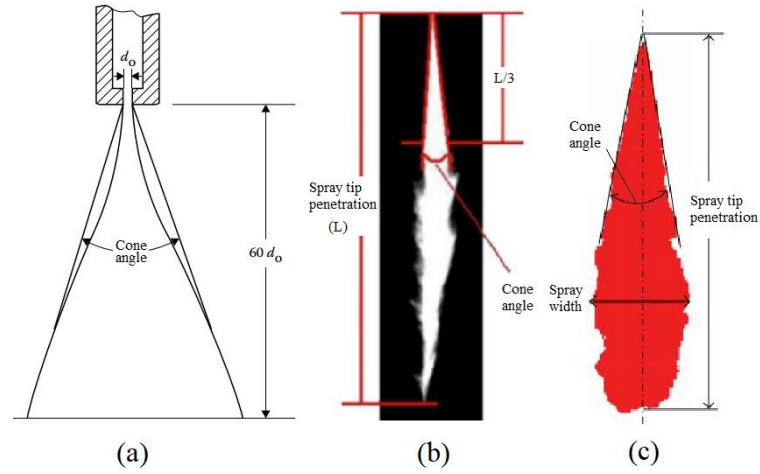 d₀
Cone
angle
60 d₀
(a)
L/3
Spray tip
penetration
(L)
Cone
angle
(b)
Cone
angle
Spray tip
penetration
Spray
width
(c)